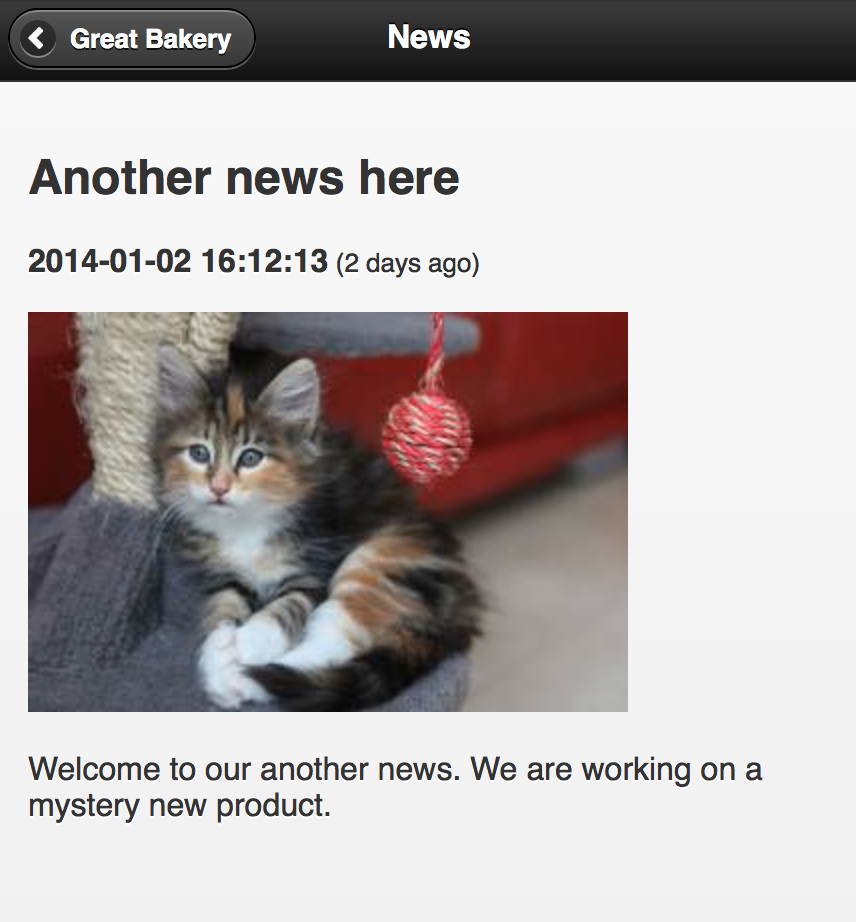 Great Bakery
News
Another news here
2014-01-02 16:12:13 (2 days ago)
Welcome to our another news. We are working on a
mystery new product.